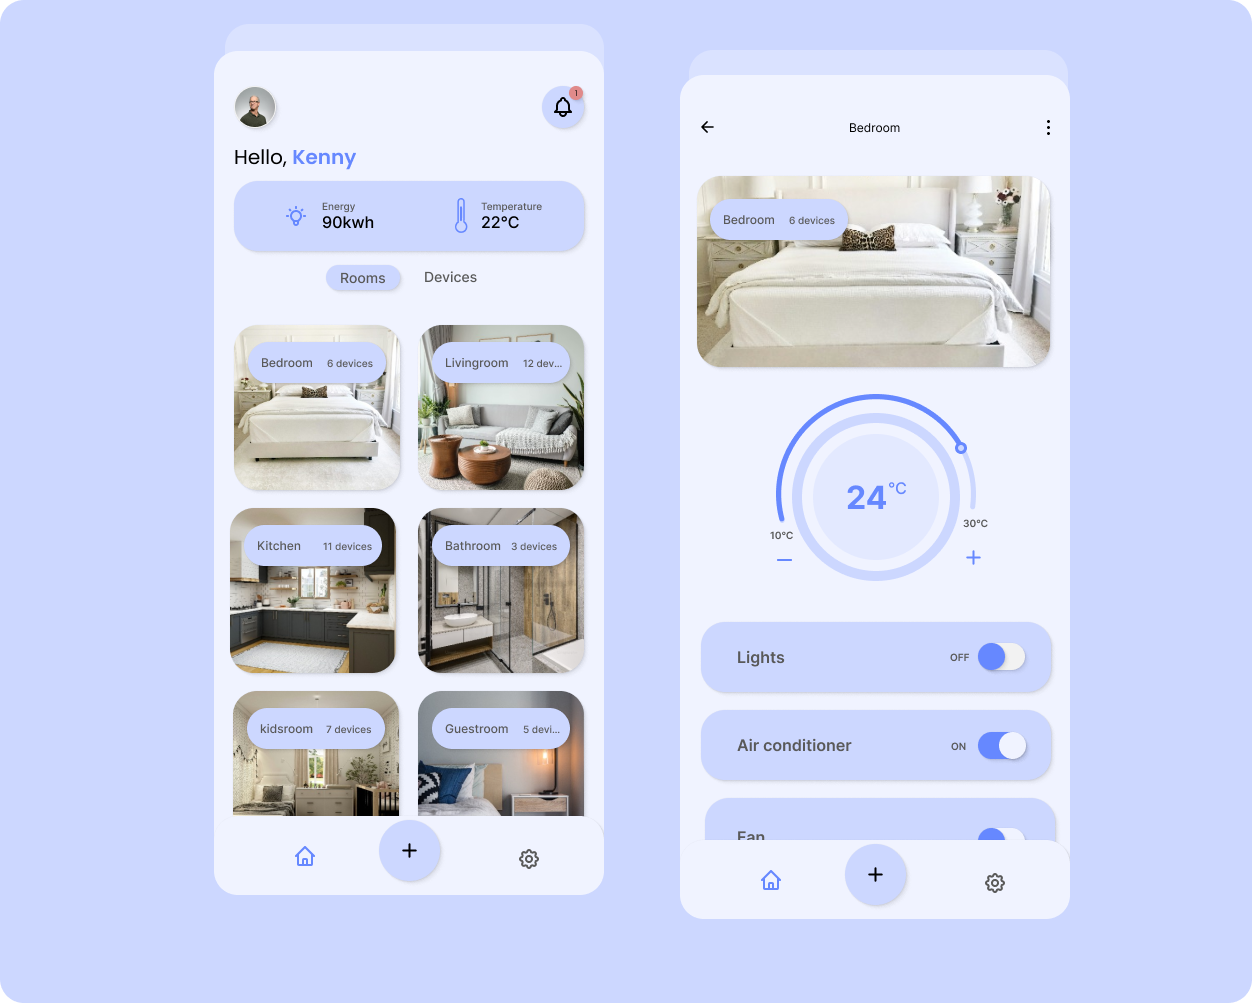 1
Hello, Kenny
Energy
90kwh
Temperature
22°C
Rooms
Devices
Bedroom 6 devices
Livingroom 12 dev...
Kitchen 11 devices
Bathroom 3 devices
kidsroom 7 devices
Guestroom 5 devi...
Bedroom
Bedroom 6 devices
24°C
10°C
30°C
Lights OFF
Air conditioner ON
Fan